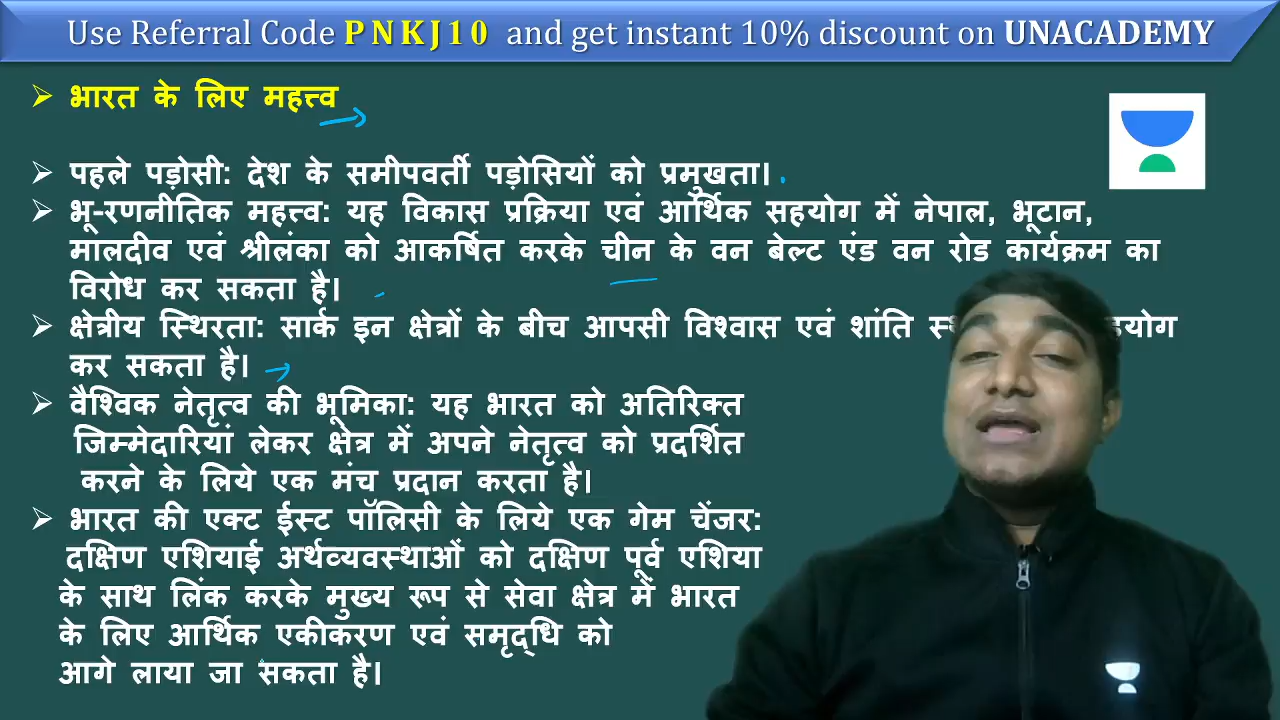 Use Referral Code PNKJ10 and get instant 10% discount on UNACADEMY
भारत के लिए महत्त्व
पहले पड़ोसी: देश के समीपवर्ती पड़ोसियों को प्रमुखता।
भू-रणनीतिक महत्त्व: यह विकास प्रक्रिया एवं आर्थिक सहयोग में नेपाल, भूटान,
मालदीव एवं श्रीलंका को आकर्षित करके चीन के वन बेल्ट एंड वन रोड कार्यक्रम का
विरोध कर सकता है।
क्षेत्रीय स्थिरता: सार्क इन क्षेत्रों के बीच आपसी विश्वास एवं शांति
कर सकता है।
वैश्विक नेतृत्व की भूमिका: यह भारत को अतिरिक्त
जिम्मेदारियां लेकर क्षेत्र में अपने नेतृत्व को प्रदर्शित
करने के लिये एक मंच प्रदान करता है।
भारत की एक्ट ईस्ट पॉलिसी के लिये एक गेम चेंजर:
दक्षिण एशियाई अर्थव्यवस्थाओं को दक्षिण पूर्व एशिया
के साथ लिंक करके मुख्य रूप से सेवा क्षेत्र में भारत
के लिए आर्थिक एकीकरण एवं समृद्धि को
आगे लाया जा सकता है।